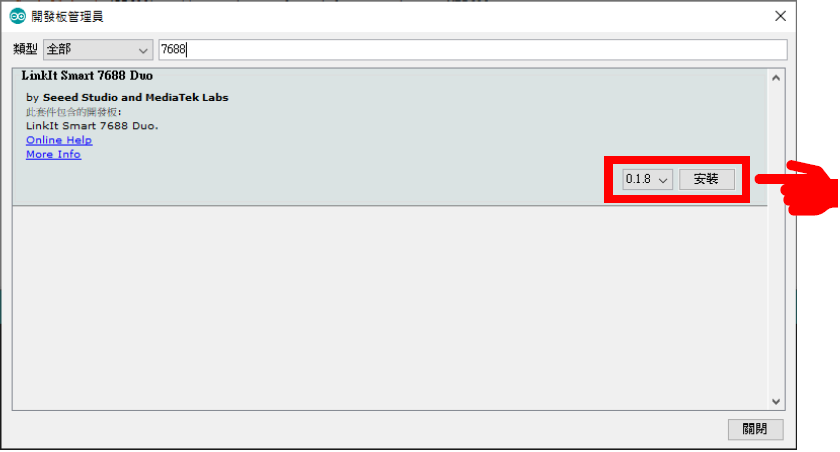 開發板管理員
類型 全部 7688
LinkIt Smart 7688 Duo
by Seeed Studio and MediaTek Labs
此套件包含的開發板:
LinkIt Smart 7688 Duo.
Online Help
More Info
0.1.8 安裝
關閉